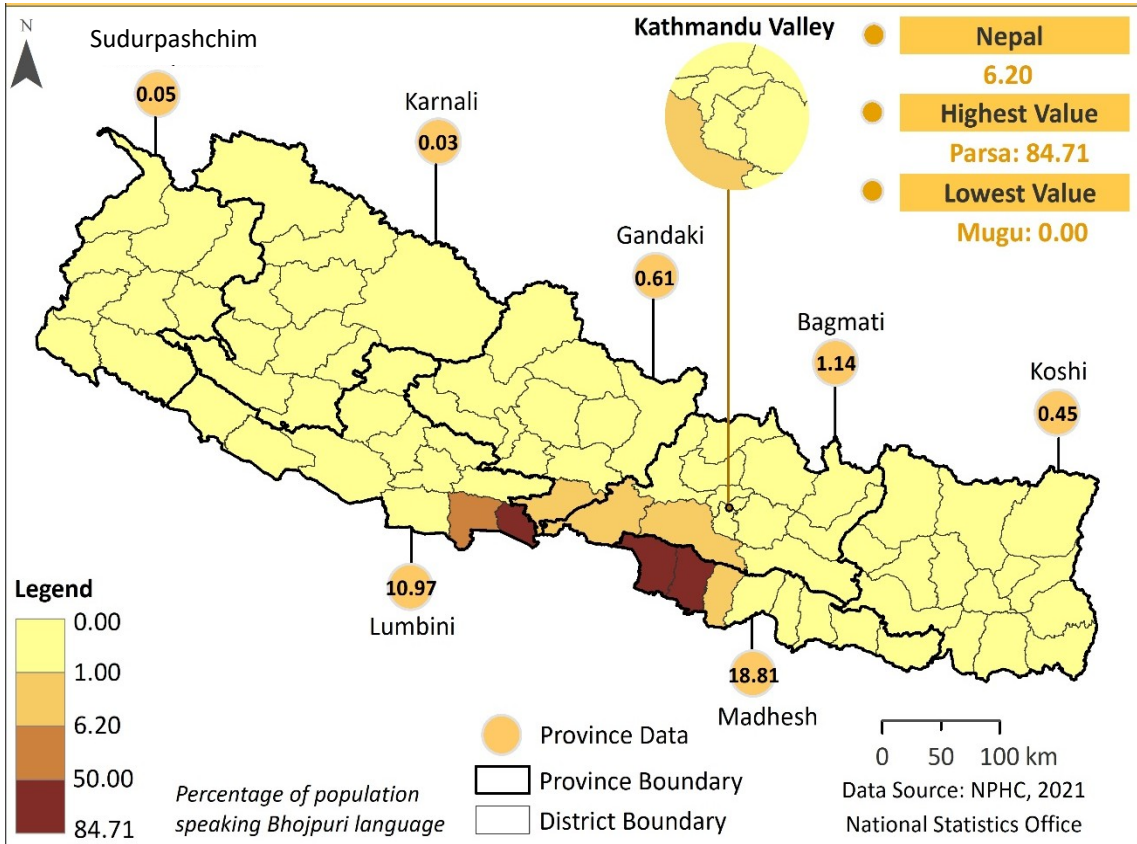 N
Sudurpashchim
0.05
Karnali
0.03
Gandaki
0.61
Kathmandu Valley
Bagmati
1.14
Koshi
0.45
Nepal
6.20
Highest Value
Parsa: 84.71
Lowest Value
Mugu: 0.00
10.97
Lumbini
18.81
Madhesh
Legend
0.00
1.00
6.20
50.00
84.71
Percentage of population
speaking Bhojpuri language
Province Data
Province Boundary
District Boundary
0 50 100 km
Data Source: NPHC, 2021
National Statistics Office